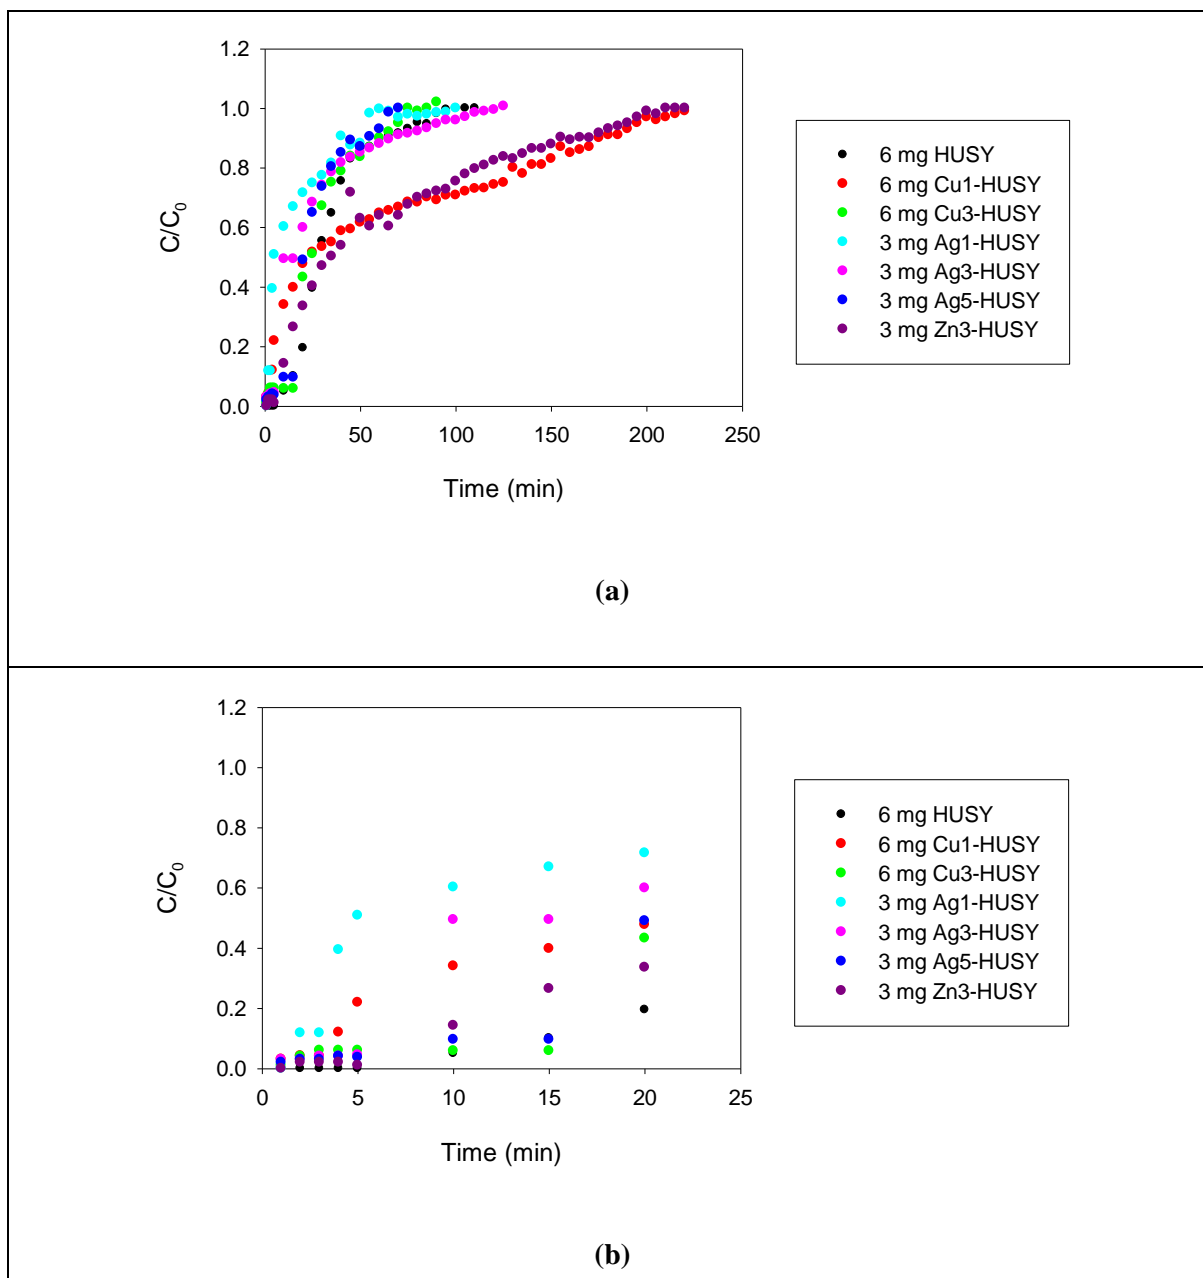 1.2
1.0
0.8
0.6
0.4
0.2
0.0
C/C0
0 50 100 150 200 250
Time (min)
6 mg HUSY
6 mg Cu1-HUSY
6 mg Cu3-HUSY
3 mg Ag1-HUSY
3 mg Ag3-HUSY
3 mg Ag5-HUSY
3 mg Zn3-HUSY
(a)
1.2
1.0
0.8
0.6
0.4
0.2
0.0
C/C0
0 5 10 15 20 25
Time (min)
6 mg HUSY
6 mg Cu1-HUSY
6 mg Cu3-HUSY
3 mg Ag1-HUSY
3 mg Ag3-HUSY
3 mg Ag5-HUSY
3 mg Zn3-HUSY
(b)